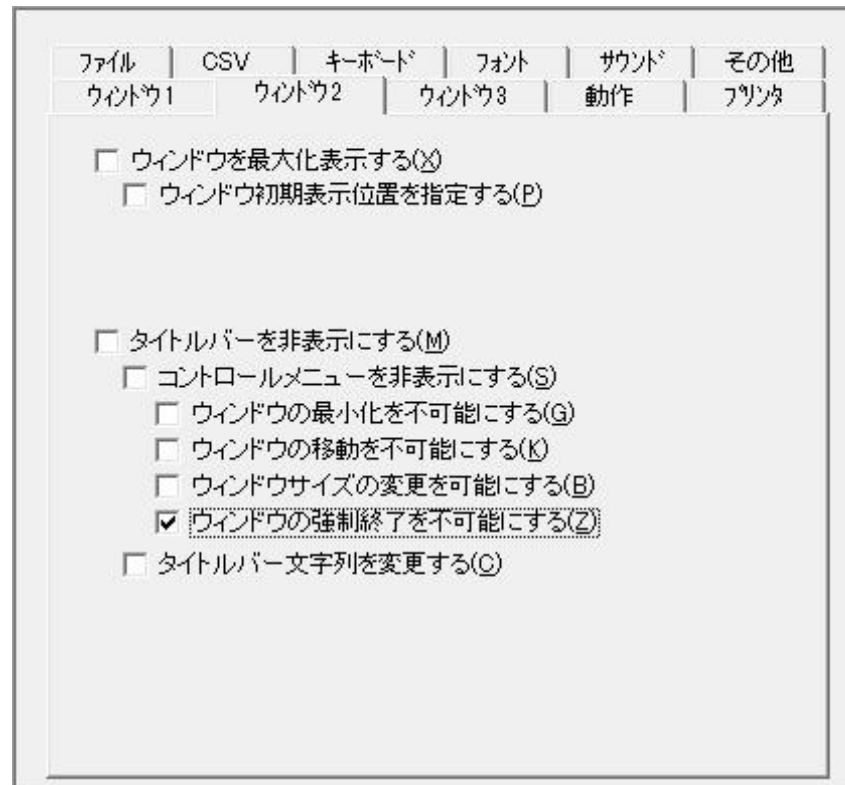 ファイル CSV キーボード フォント サウンド その他
ウィンドウ1 ウィンドウ2 ウィンドウ3 動作 プリンタ
ウィンドウを最大化表示する(X)
ウィンドウ初期表示位置を指定する(P)
タイトルバーを非表示にする(M)
コントロールメニューを非表示にする(S)
ウィンドウの最小化を不可能にする(G)
ウィンドウの移動を不可能にする(K)
ウィンドウサイズの変更を可能にする(B)
ウィンドウの強制終了を不可能にする(Z)
タイトルバー文字列を変更する(C)